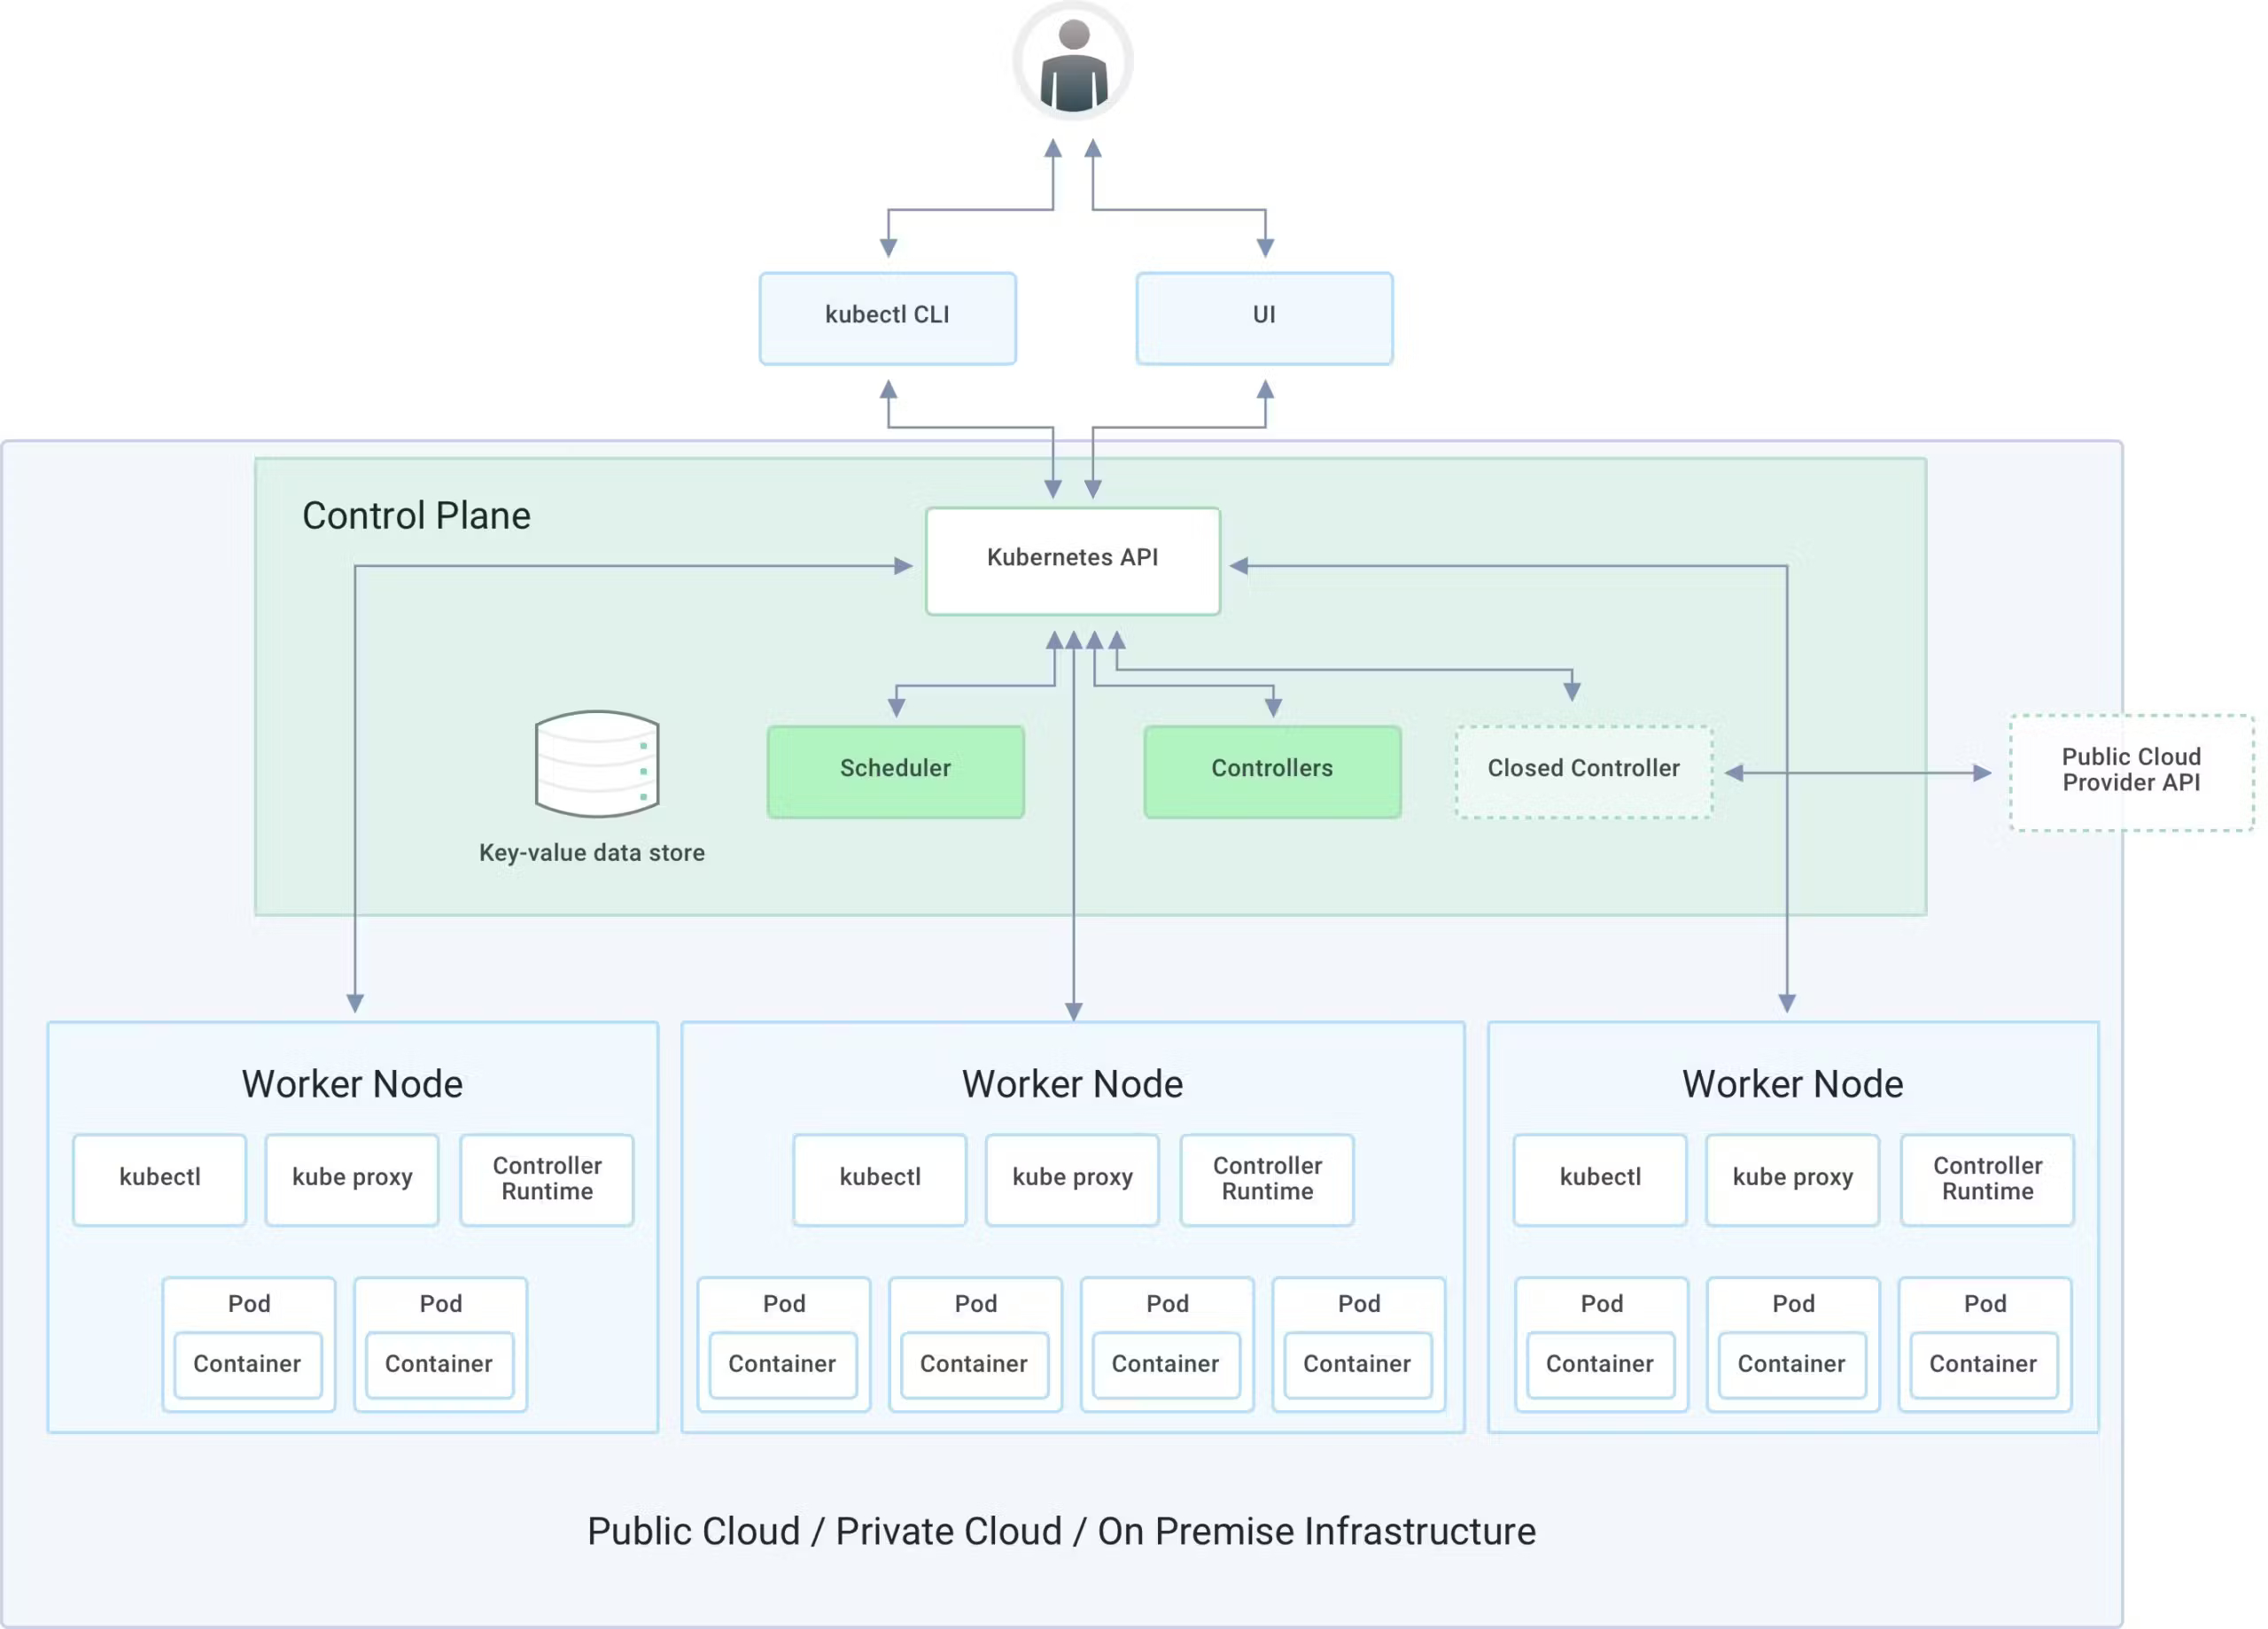 kubectl CLI
UI
Control Plane
Kubernetes API
Scheduler
Controllers
Closed Controller
Public Cloud
Provider API
Key-value data store
Worker Node
kubectl
kube proxy
Controller
Runtime
Pod
Container
Pod
Container
Worker Node
kubectl
kube proxy
Controller
Runtime
Pod
Container
Pod
Container
Pod
Container
Pod
Container
Worker Node
kubectl
kube proxy
Controller
Runtime
Pod
Container
Pod
Container
Pod
Container
Public Cloud / Private Cloud / On Premise Infrastructure